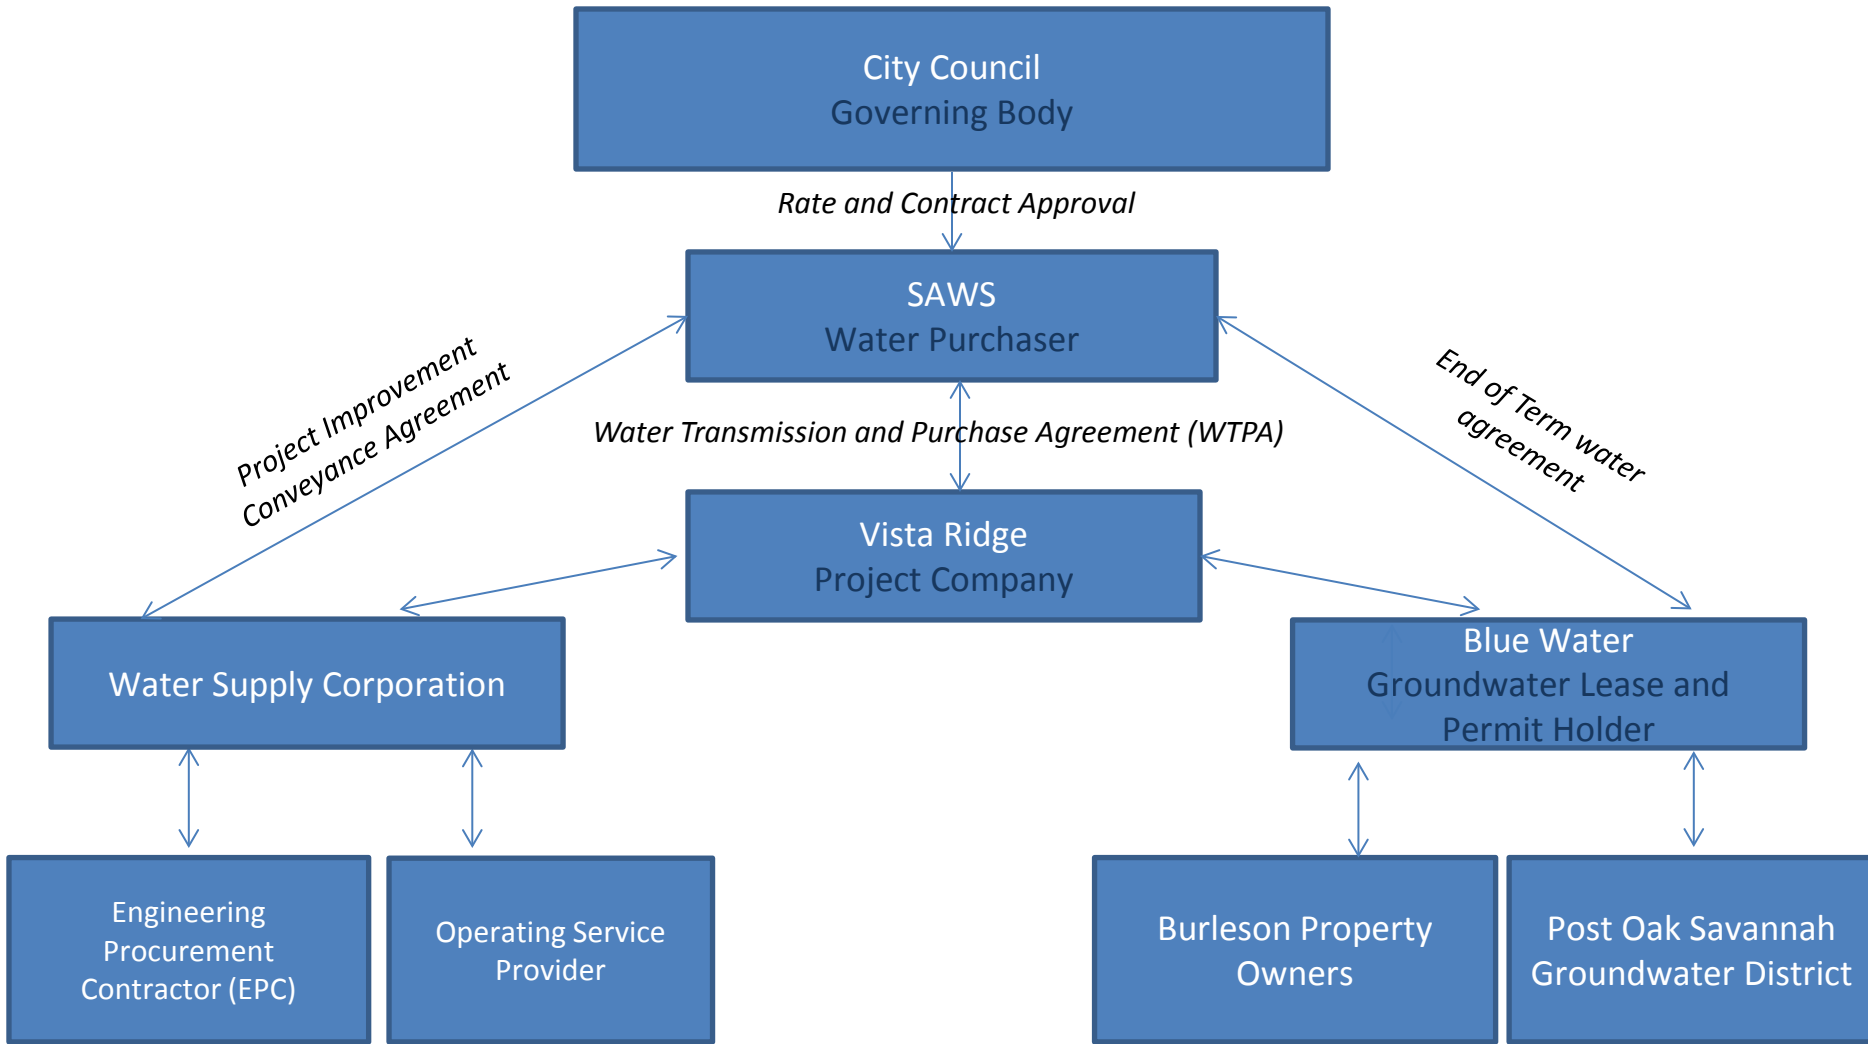 City Council
Governing Body
Rate and Contract Approval
SAWS
Water Purchaser
Project Improvement
Conveyance Agreement
End of Term water
agreement
Water Transmission and Purchase Agreement (WTPA)
Vista Ridge
Project Company
Water Supply Corporation
Blue Water
Groundwater Lease and
Permit Holder
Engineering
Procurement
Contractor (EPC)
Operating Service
Provider
Burleson Property
Owners
Post Oak Savannah
Groundwater District